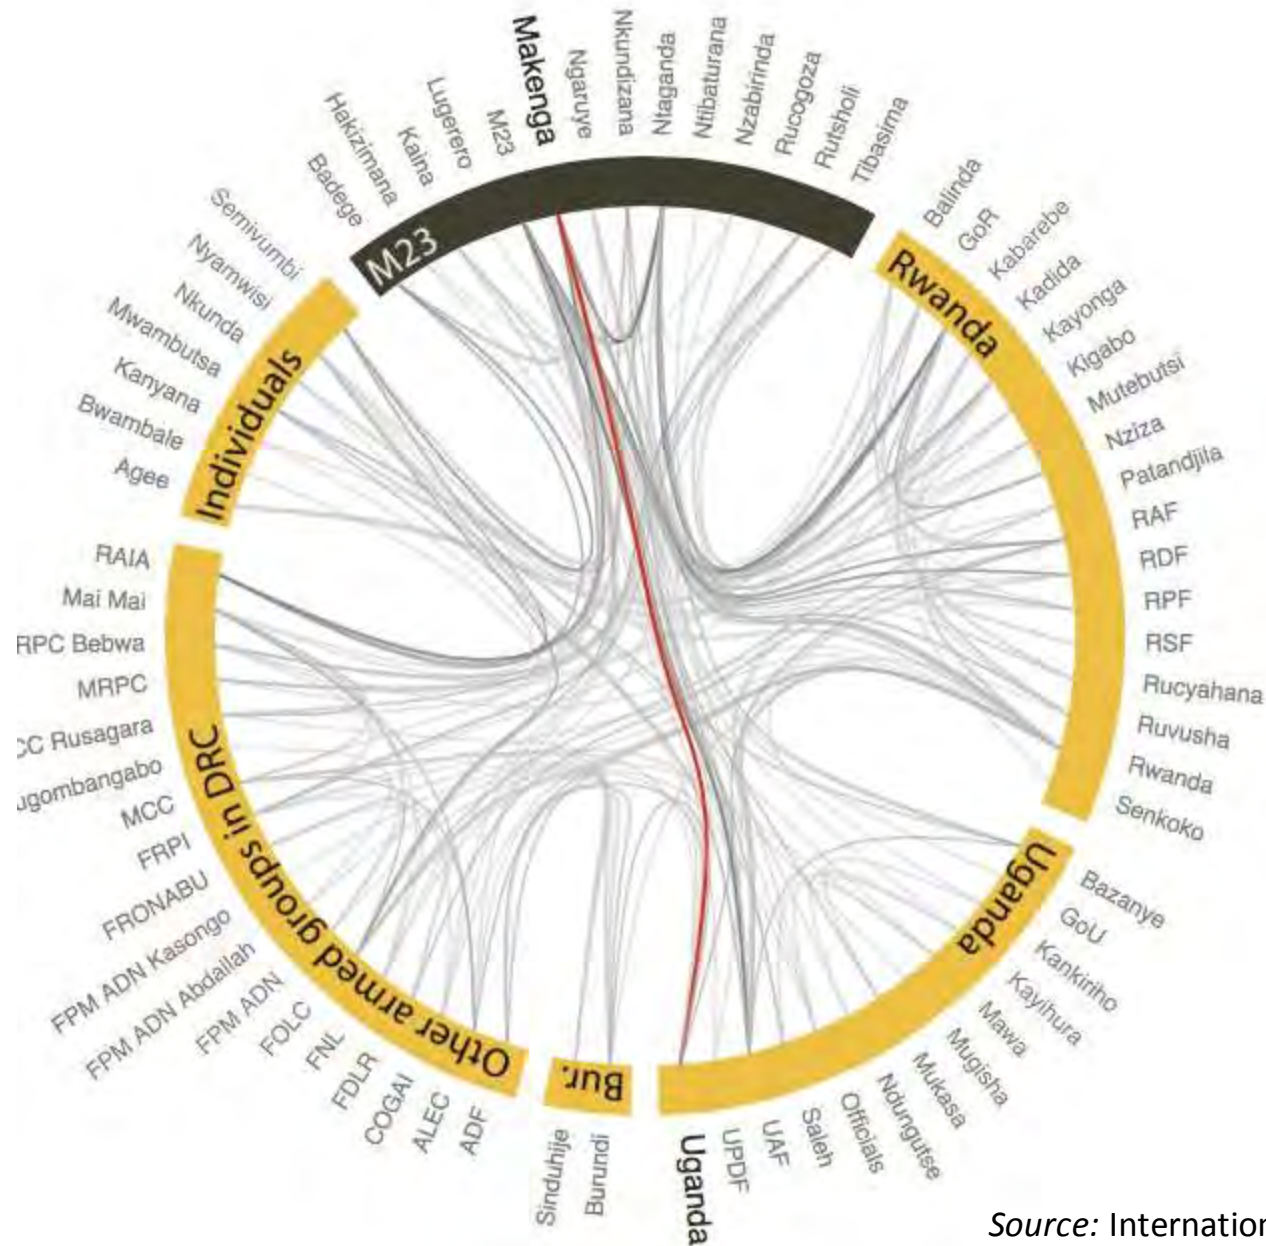 M23
Badege
Hakizimana
Kaina
Lugerero
M23
Makenga
Ngaruye
Nkundizana
Ntaganda
Ntibaturana
Nzabirinda
Rucogoza
Rutsholi
Tibasima
Rwanda
Balinda
GoR
Kabarebe
Kadida
Kayonga
Kigabo
Mutebutsi
Nziza
Patandjila
RAF
RDF
RPF
RSF
Rucyahana
Ruvusha
Rwanda
Senkoko
Uganda
Bazanye
GoU
Kankiriho
Kayihura
Mawa
Mugisha
Mukasa
Ndungutse
Officials
Saleh
UAF
UPDF
Uganda
Bur.
Burundi
Sinduhije
Other armed groups in DRC
ADF
ALEC
COGAI
FDLR
FNL
FOLC
FPM ADN
FPM ADN Abdallah
FPM ADN Kasongo
FRONABU
FRPI
MCC
ugombangabo
CC Rusagara
MRPC
RPC Bebwa
Mai Mai
RAIA
Individuals
Agee
Bwambale
Kanyana
Mwambutsa
Nkunda
Nyamwisi
Semivumbi
Source: Internation